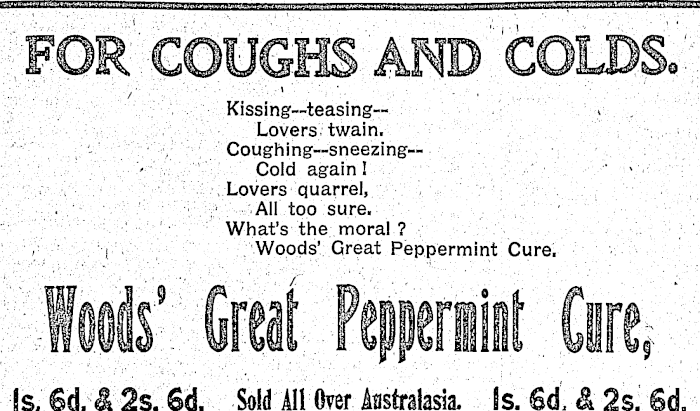 FOR COUGHS AND COLDS.
Kissing--teasing--
Lovers twain.
Coughing--sneezing--
Cold again!
Lovers quarrel,
All too sure.
What's the moral?
Woods' Great Peppermint Cure.
Woods' Great Peppermint Cure,
1s. 6d. & 2s. 6d. Sold All Over Australasia. 1s. 6d. & 2s. 6d.